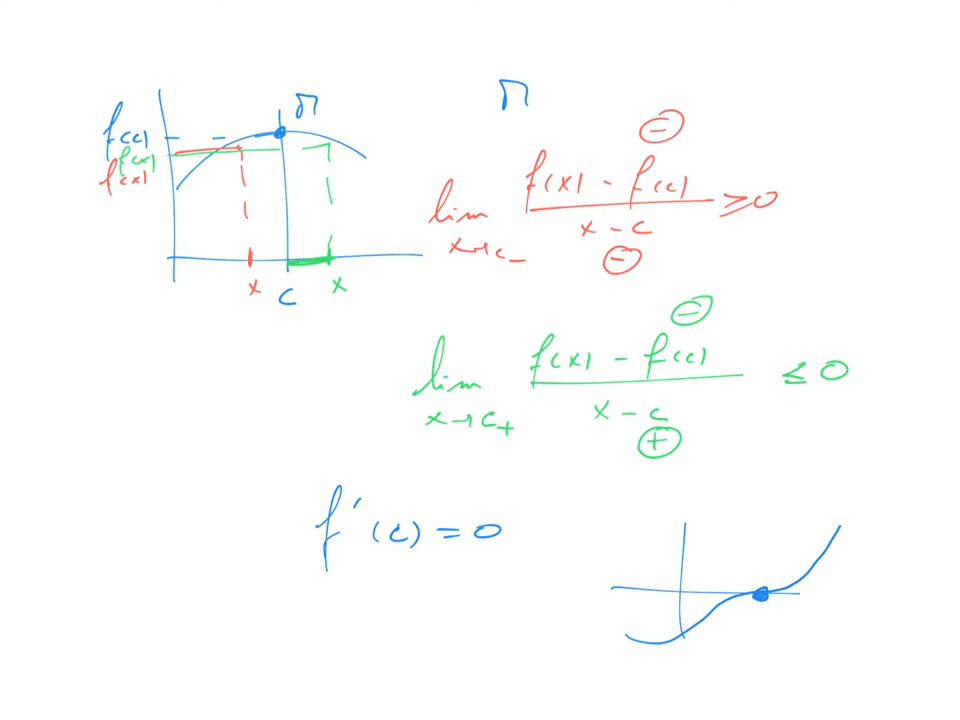 M
M
f(c)
f(x)
f(x)
x c x
lim x→c- f(x) - f(c) / x - c ≥ 0
⊖
⊖
lim x→c+ f(x) - f(c) / x - c ≤ 0
⊖
⊕
f'(c) = 0